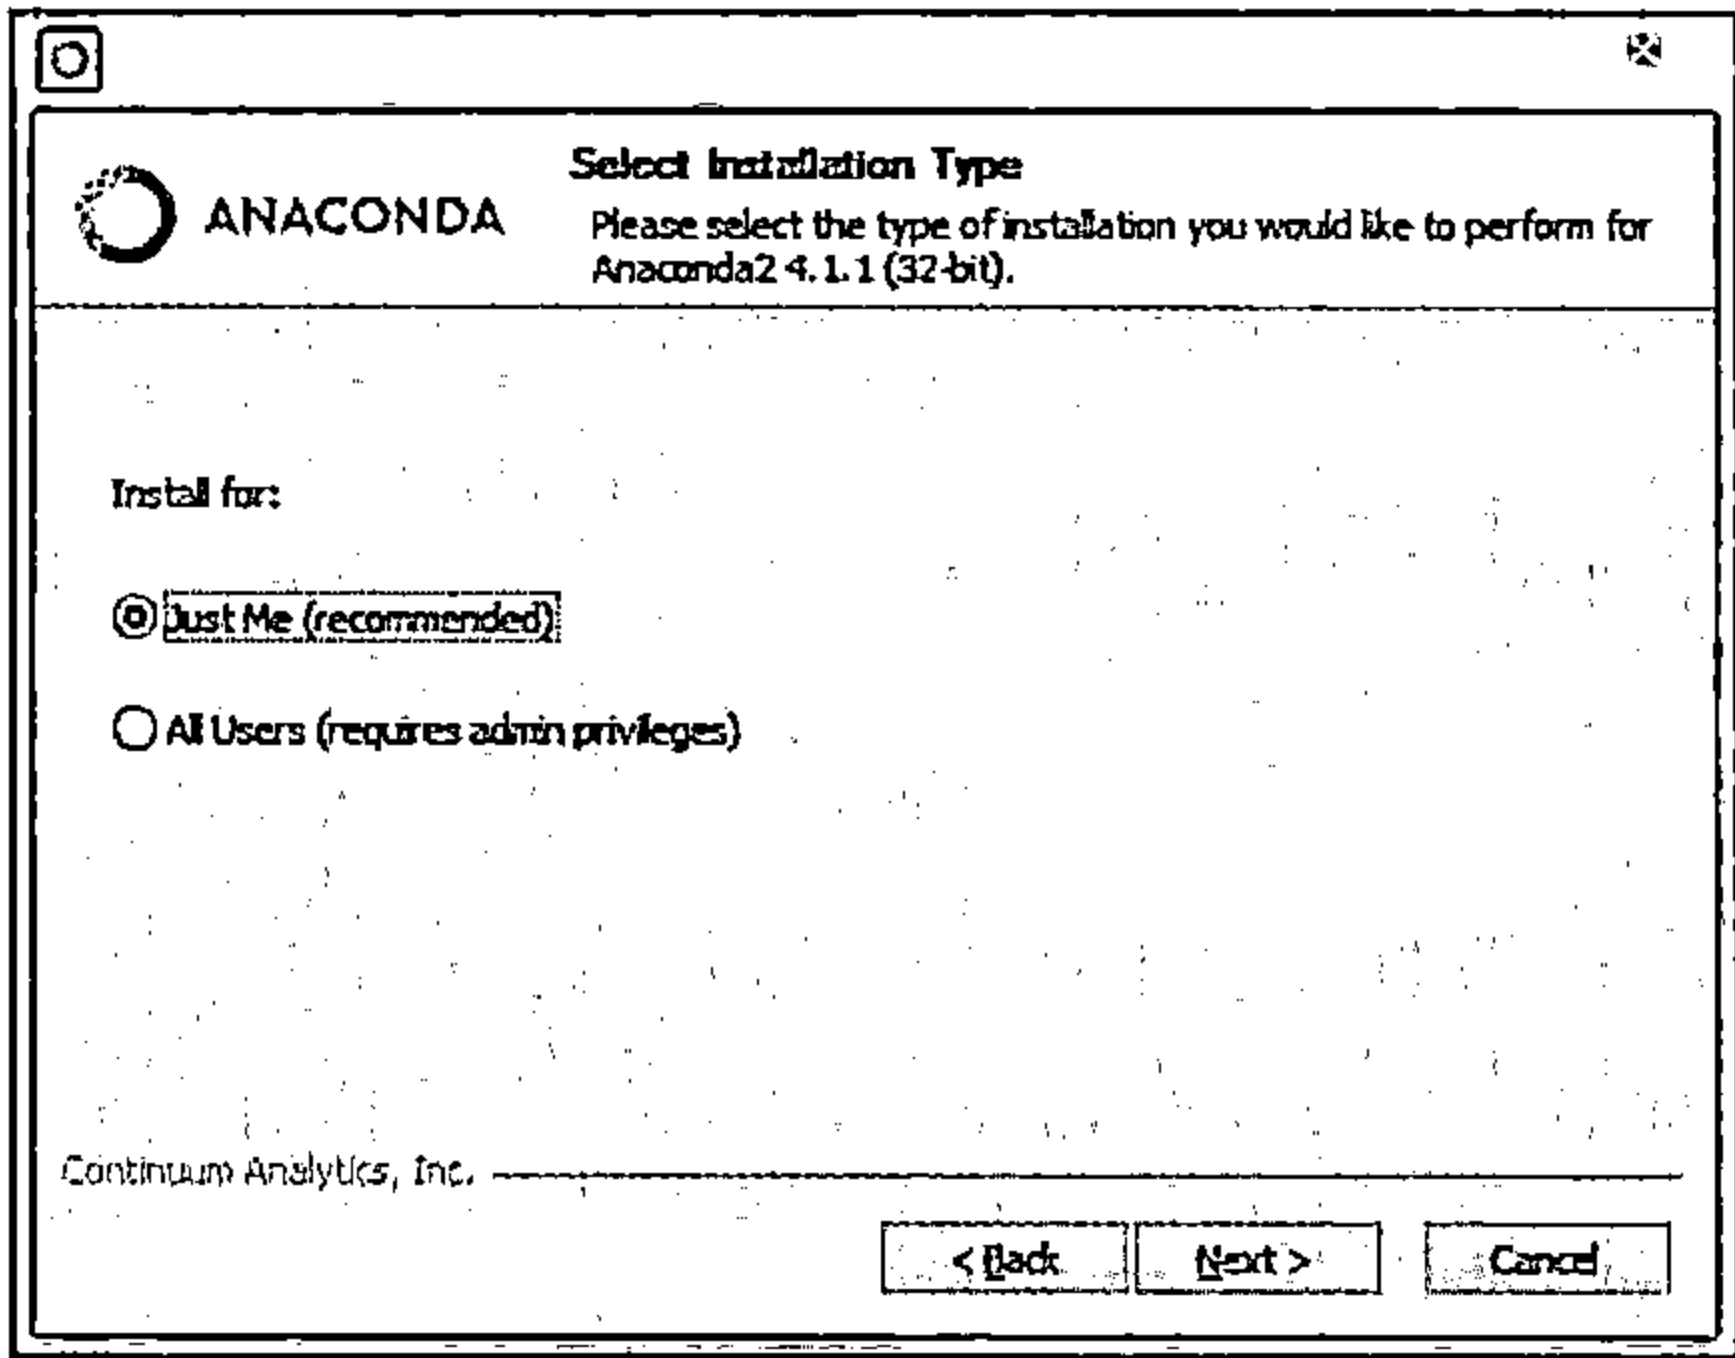 Select Installation Type
ANACONDA
Please select the type of installation you would like to perform for
Anaconda2 4.1.1 (32-bit).
Install for:
Just Me (recommended)
All Users (requires admin privileges)
Continuum Analytics, Inc.
< Back
Next >
Cancel